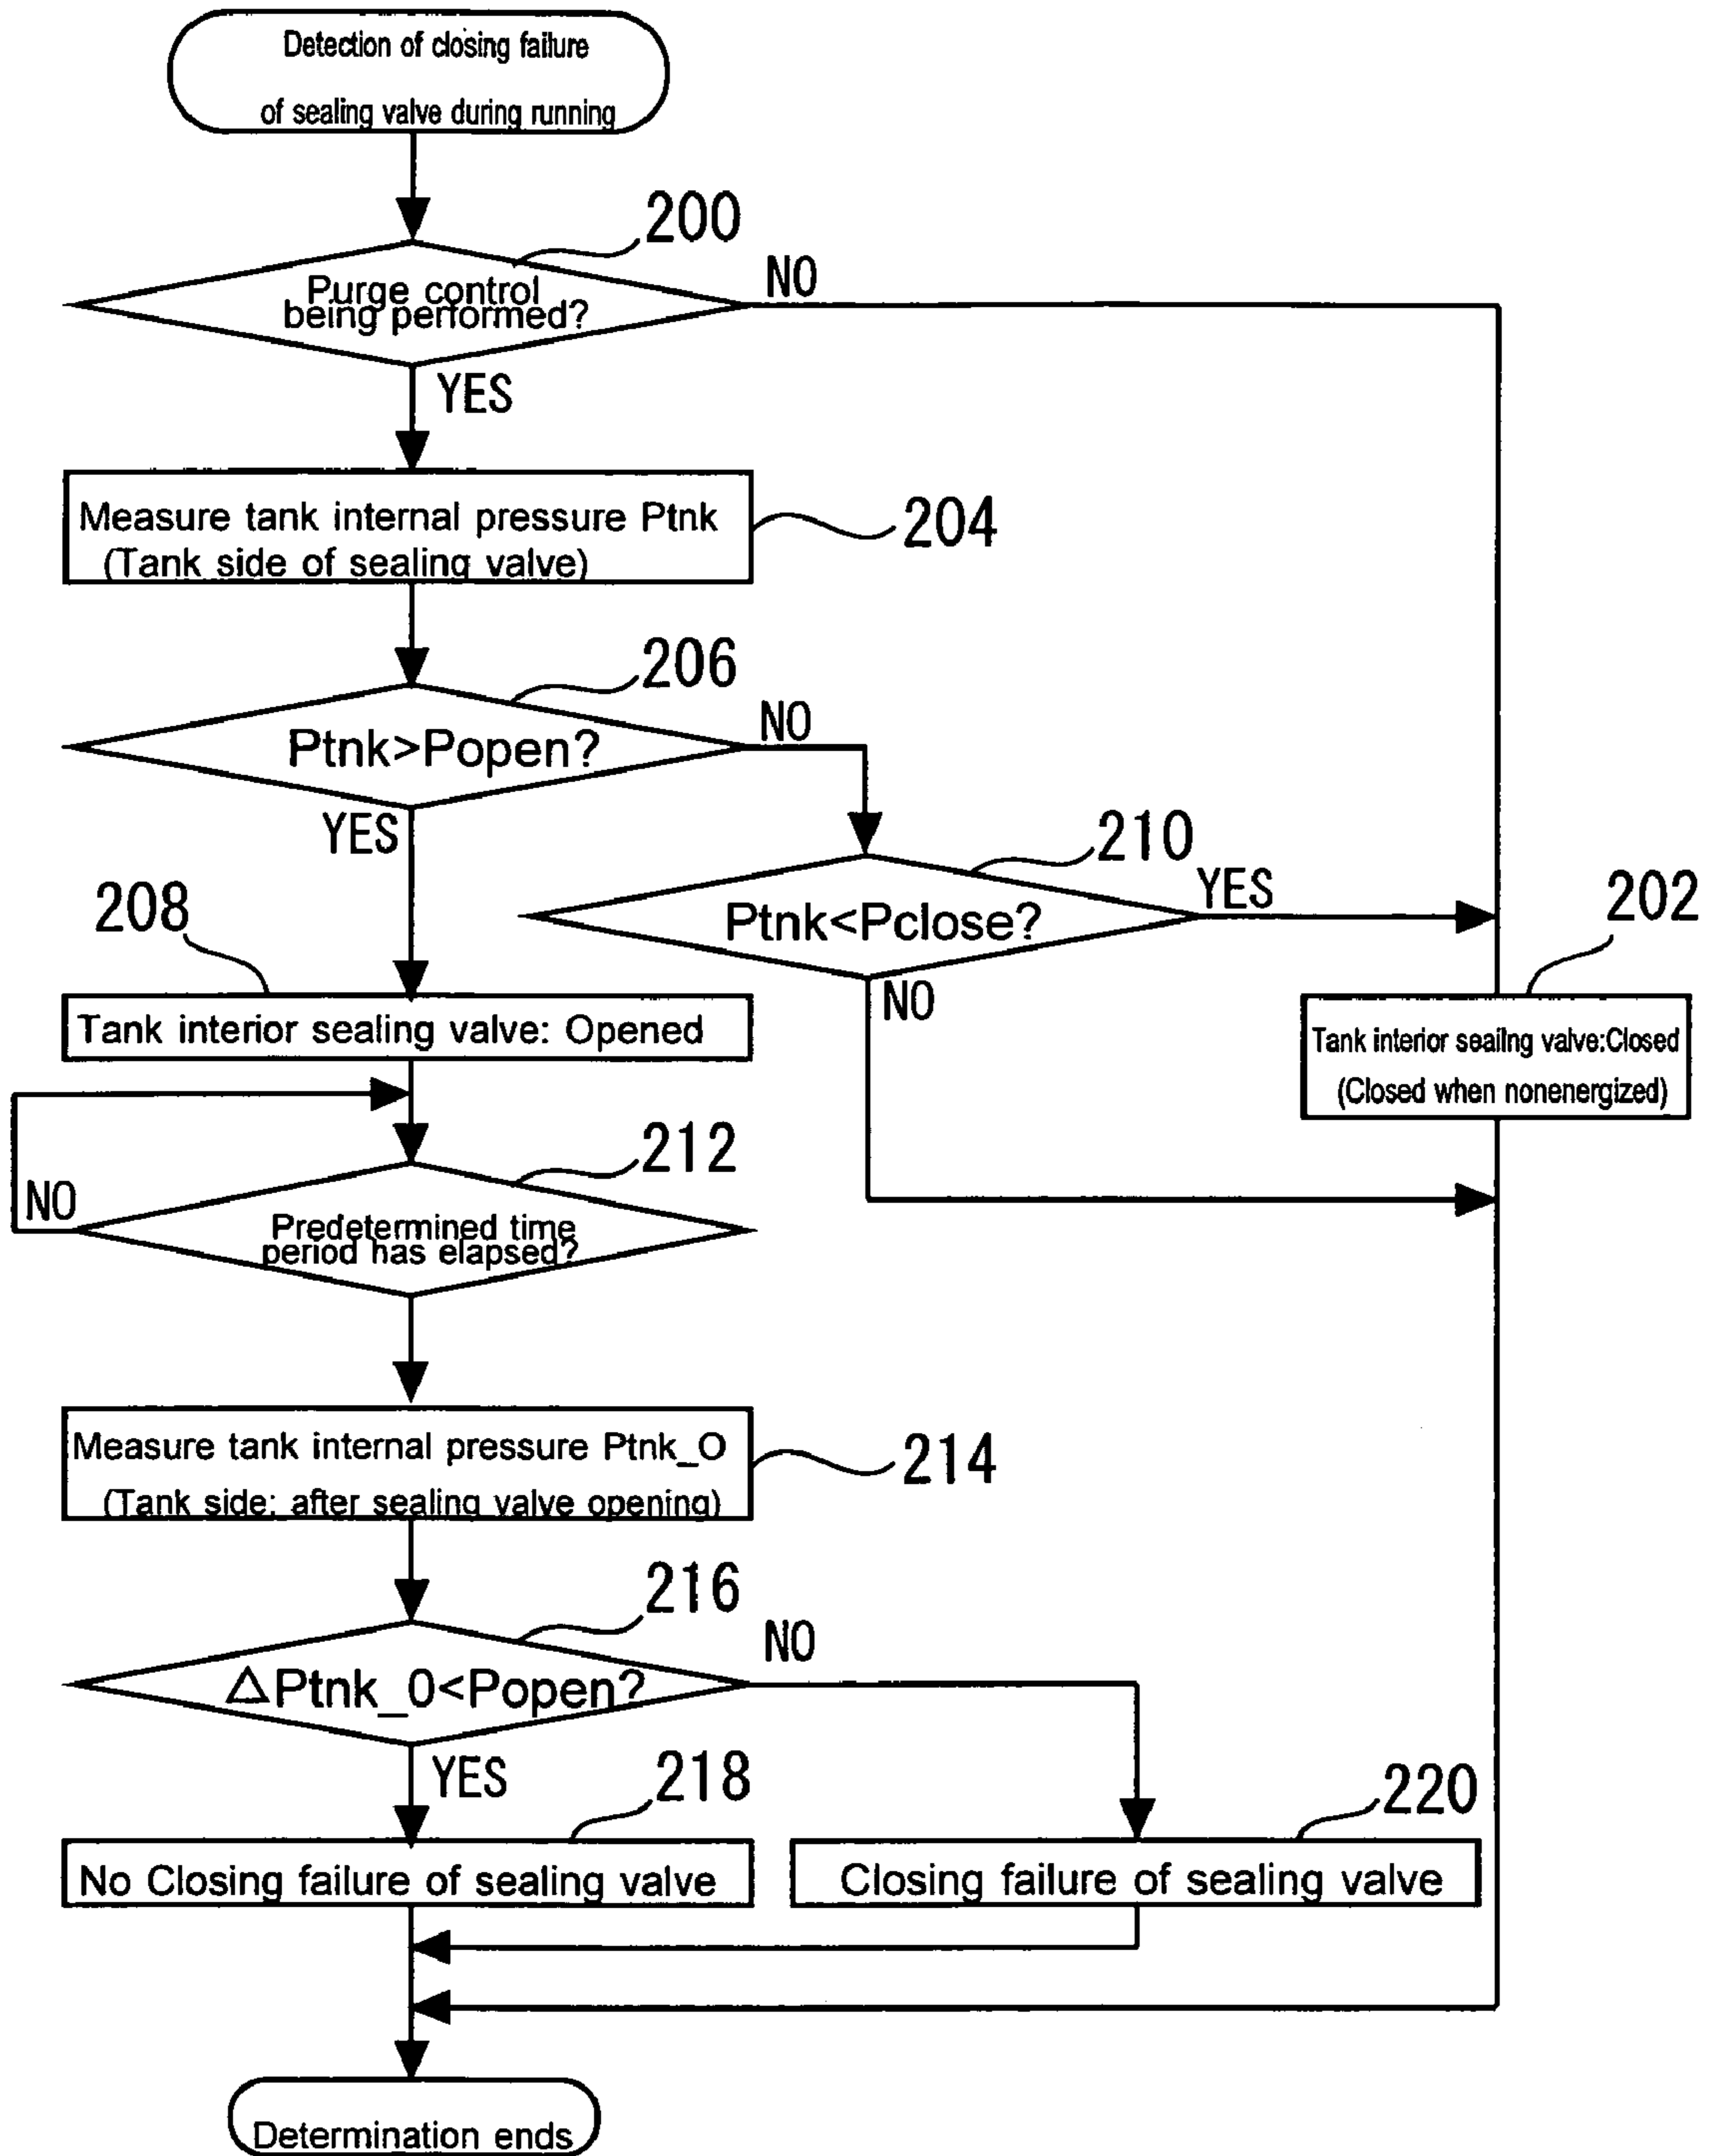 Detection of closing failure
of sealing valve during running
200
Purge control
being performed?
NO
YES
Measure tank internal pressure Ptnk
(Tank side of sealing valve)
204
206
Ptnk>Popen?
NO
YES
210
Ptnk<Pclose?
YES
NO
202
Tank interior seailng valve:Closed
(Closed when nonenergized)
208
Tank interior sealing valve: Opened
212
Predetermined time
period has elapsed?
NO
Measure tank internal pressure Ptnk_O
(Tank side; after sealing valve opening)
214
216
△Ptnk_0<Popen?
NO
YES
218
No Closing failure of sealing valve
220
Closing failure of sealing valve
Determination ends